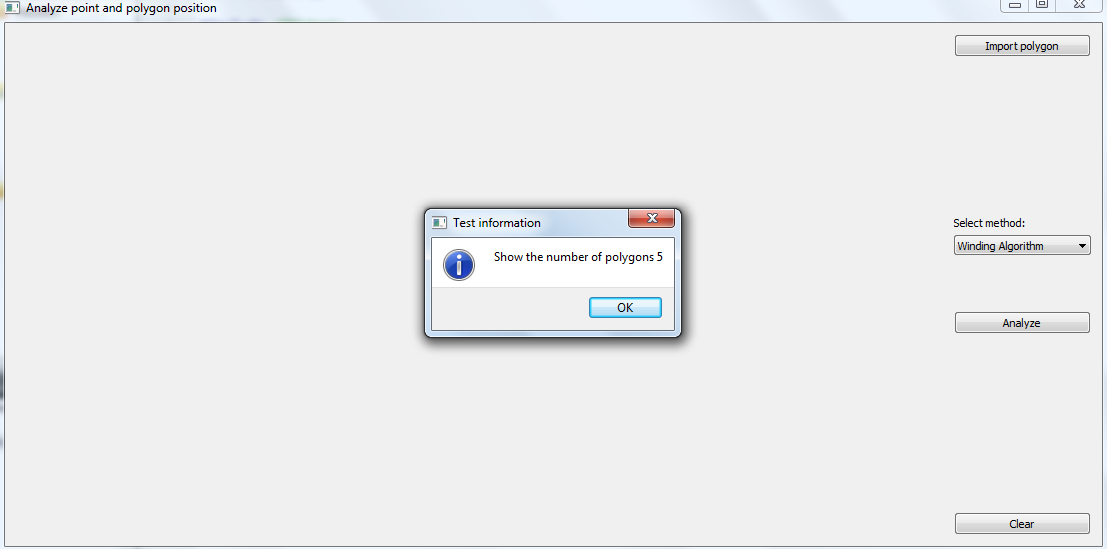 Analyze point and polygon position
Import polygon
Test information
Show the number of polygons 5
OK
Select method:
Winding Algorithm
Analyze
Clear